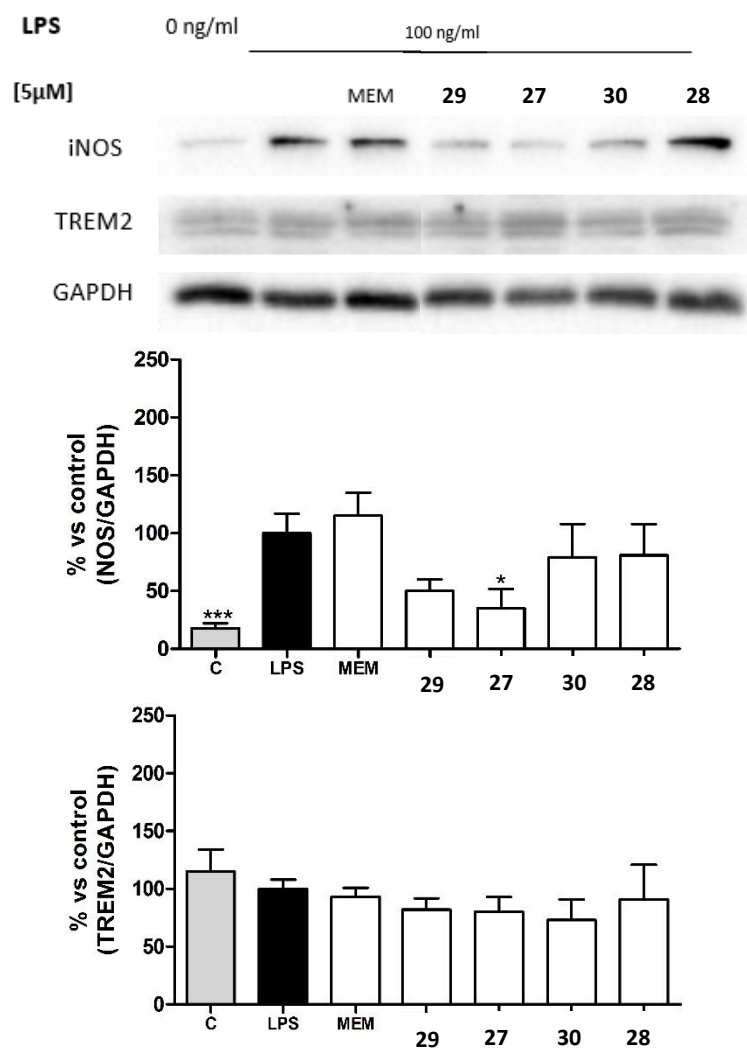 LPS 0 ng/ml 100 ng/ml
[5µM] MEM 29 27 30 28
iNOS
TREM2
GAPDH
% vs control
(NOS/GAPDH)
250
200
150
100
50
0
*** *
C LPS MEM 29 27 30 28
% vs control
(TREM2/GAPDH)
250
200
150
100
50
0
C LPS MEM 29 27 30 28